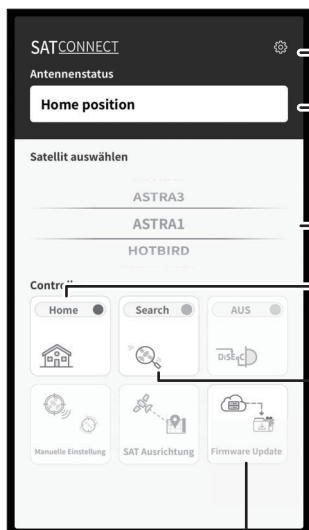 SATCONNECT
Antennenstatus
Home position
Satellit auswählen
ASTRA3
ASTRA1
HOTBIRD
Home
Search
AUS
DiSEqC
Manuelle Einstellung
SAT Ausrichtung
Firmware Update